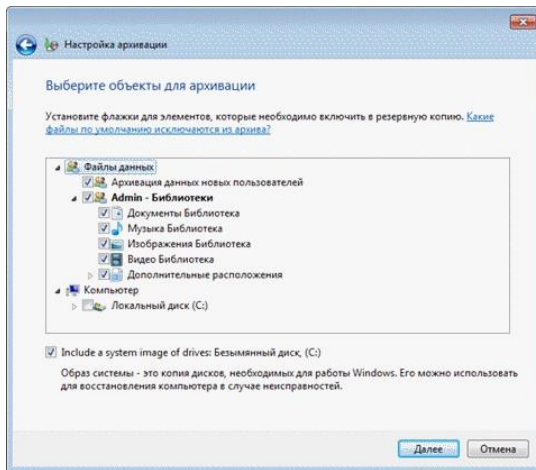 Настройка архивации
Выберите объекты для архивации
Установите флажки для элементов, которые необходимо включить в резервную копию. Какие
файлы по умолчанию исключаются из архива?
Файлы данных
Архивация данных новых пользователей
Admin - Библиотеки
Документы Библиотека
Музыка Библиотека
Изображения Библиотека
Видео Библиотека
Дополнительные расположения
Компьютер
Локальный диск (C:)
Include a system image of drives: Безымянный диск, (C:)
Образ системы - это копия дисков, необходимых для работы Windows. Его можно использовать
для восстановления компьютера в случае неисправностей.
Далее Отмена